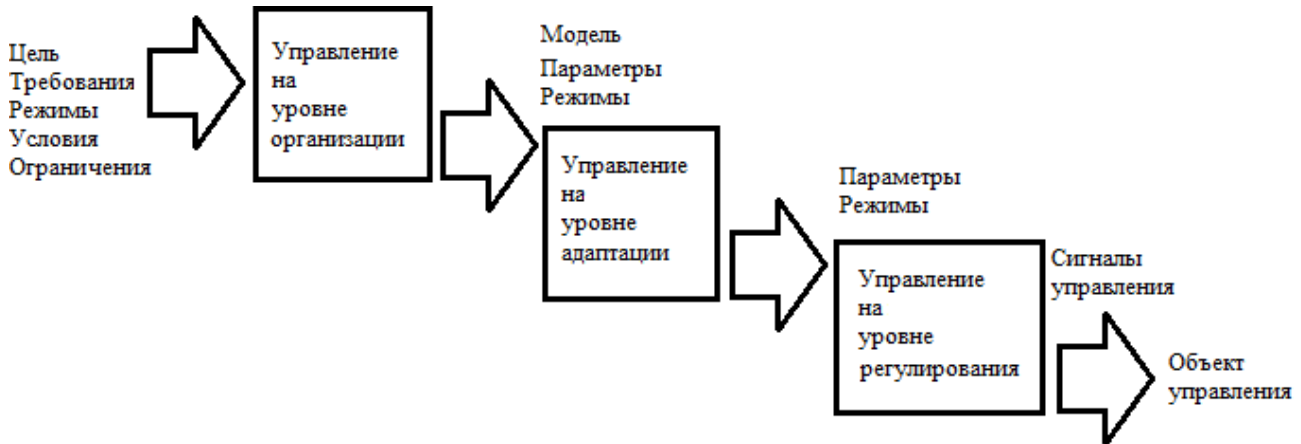 Цель
Требования
Режимы
Условия
Ограничения
Управление
на
уровне
организации
Модель
Параметры
Режимы
Управление
на
уровне
адаптации
Параметры
Режимы
Управление
на
уровне
регулирования
Сигналы
управления
Объект
управления